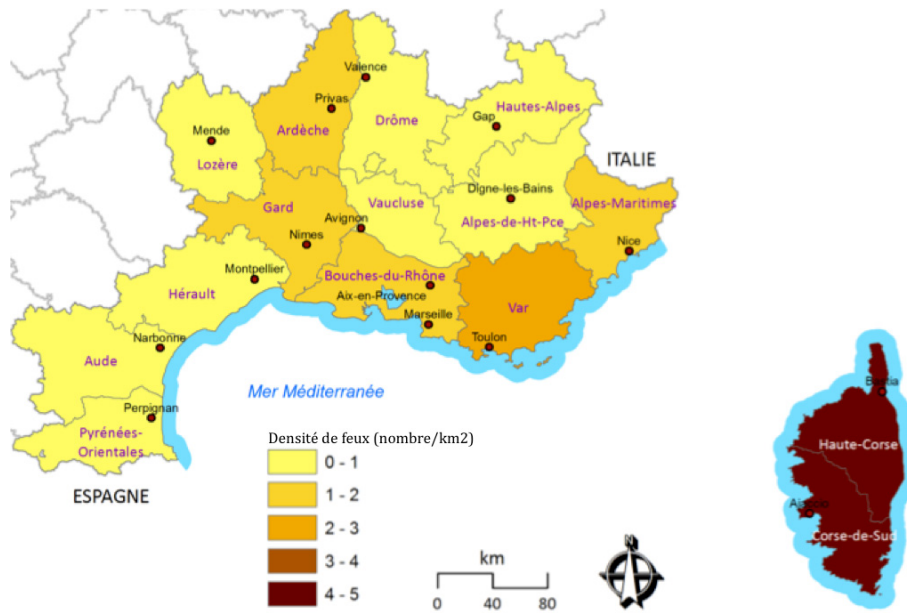 Valence
Privas
Ardèche
Drôme
Hautes-Alpes
Gap
Mende
Lozère
ITALIE
Digne-les-Bains
Alpes-de-Ht-Pce
Alpes-Maritimes
Vaucluse
Gard
Avignon
Nîmes
Nice
Montpellier
Hérault
Bouches-du-Rhône
Aix-en-Provence
Marseille
Var
Toulon
Narbonne
Aude
Perpignan
Pyrénées-
Orientales
ESPAGNE
Mer Méditerranée
Bastia
Haute-Corse
Ajaccio
Corse-de-Sud
Densité de feux (nombre/km2)
0 - 1
1 - 2
2 - 3
3 - 4
4 - 5
km
0 40 80
N